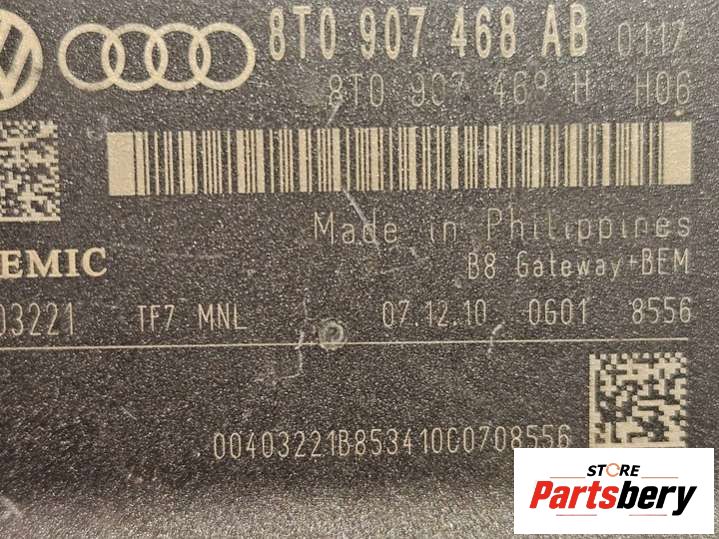 8T0 907 468 AB 0117
8T0 907 468 H H06
Made in Philippines
EMIC
B8 Gateway+BEM
03221 TF7 MNL 07.12.10 0601 8556
00403221B853410C0708556
STORE
Partsbery